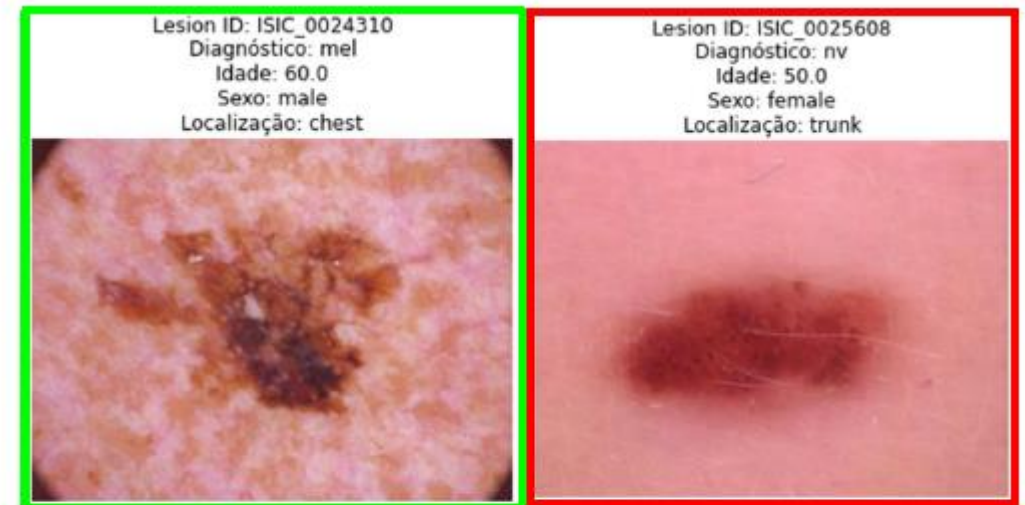 Lesion ID: ISIC_0024310
Diagnóstico: mel
Idade: 60.0
Sexo: male
Localização: chest
Lesion ID: ISIC_0025608
Diagnóstico: nv
Idade: 50.0
Sexo: female
Localização: trunk